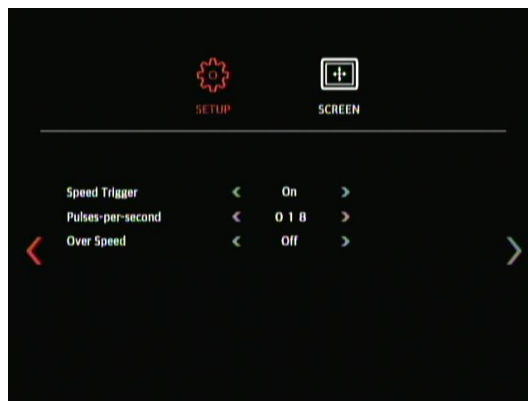 SETUP SCREEN
Speed Trigger On
Pulses-per-second 0 1 8
Over Speed Off